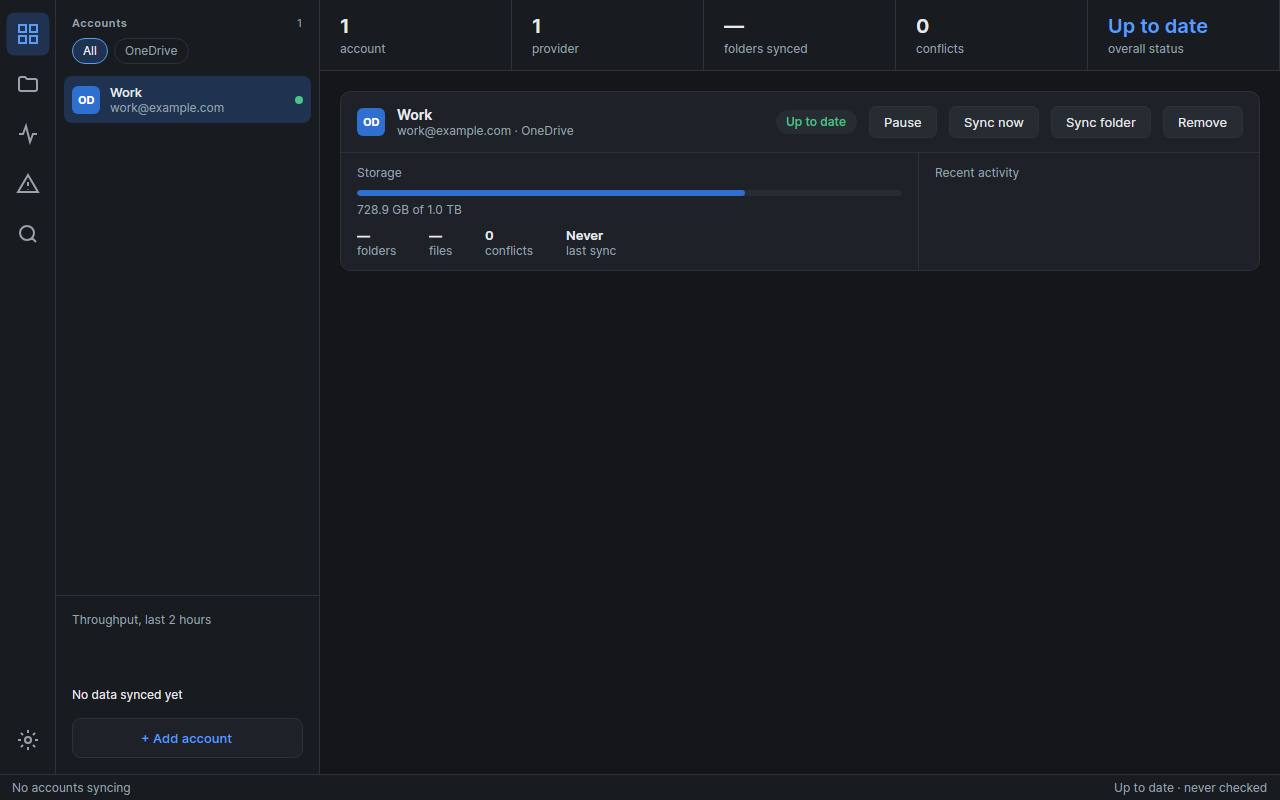 Accounts 1
All OneDrive
OD Work
work@example.com
Throughput, last 2 hours
No data synced yet
+ Add account
1
account
1
provider
—
folders synced
0
conflicts
Up to date
overall status
OD Work
work@example.com · OneDrive
Up to date Pause Sync now Sync folder Remove
Storage
728.9 GB of 1.0 TB
— — 0 Never
folders files conflicts last sync
Recent activity
No accounts syncing
Up to date · never checked